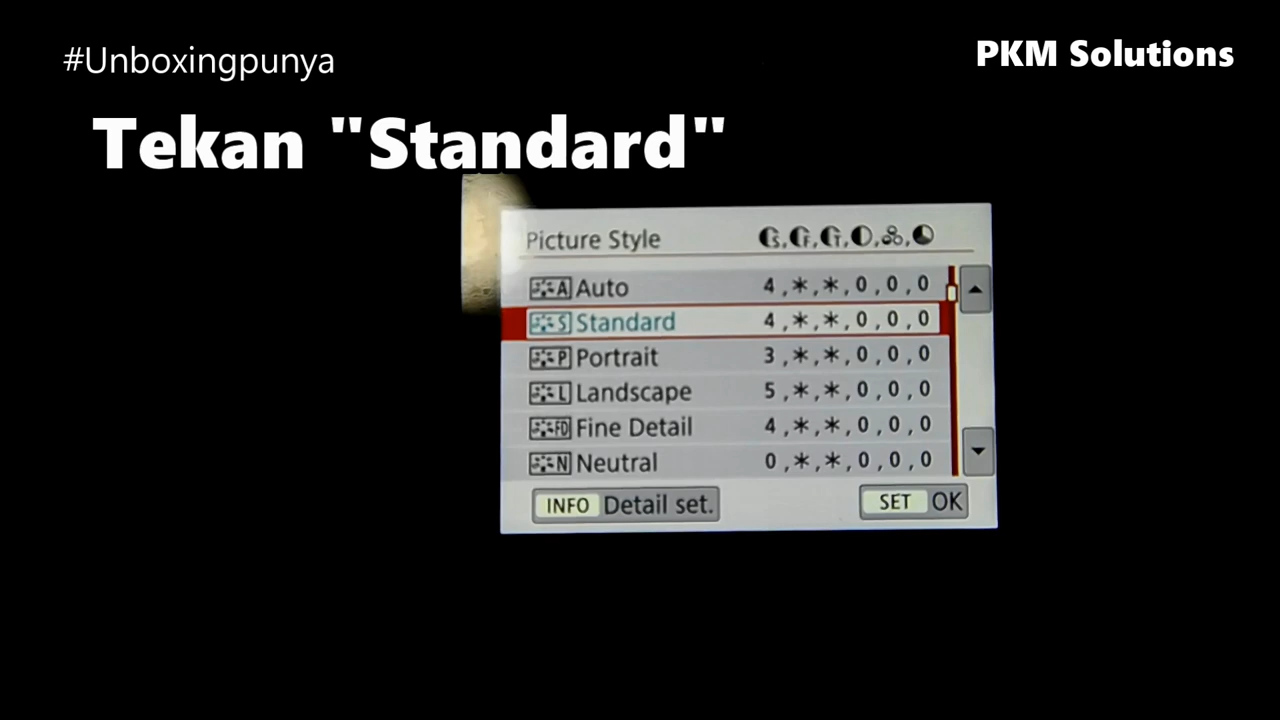 #Unboxingpunya
PKM Solutions
Tekan "Standard"
Picture Style S, F, T, , ,
A Auto 4 , * , * , 0 , 0 , 0
S Standard 4 , * , * , 0 , 0 , 0
P Portrait 3 , * , * , 0 , 0 , 0
L Landscape 5 , * , * , 0 , 0 , 0
FD Fine Detail 4 , * , * , 0 , 0 , 0
N Neutral 0 , * , * , 0 , 0 , 0
INFO Detail set. SET OK